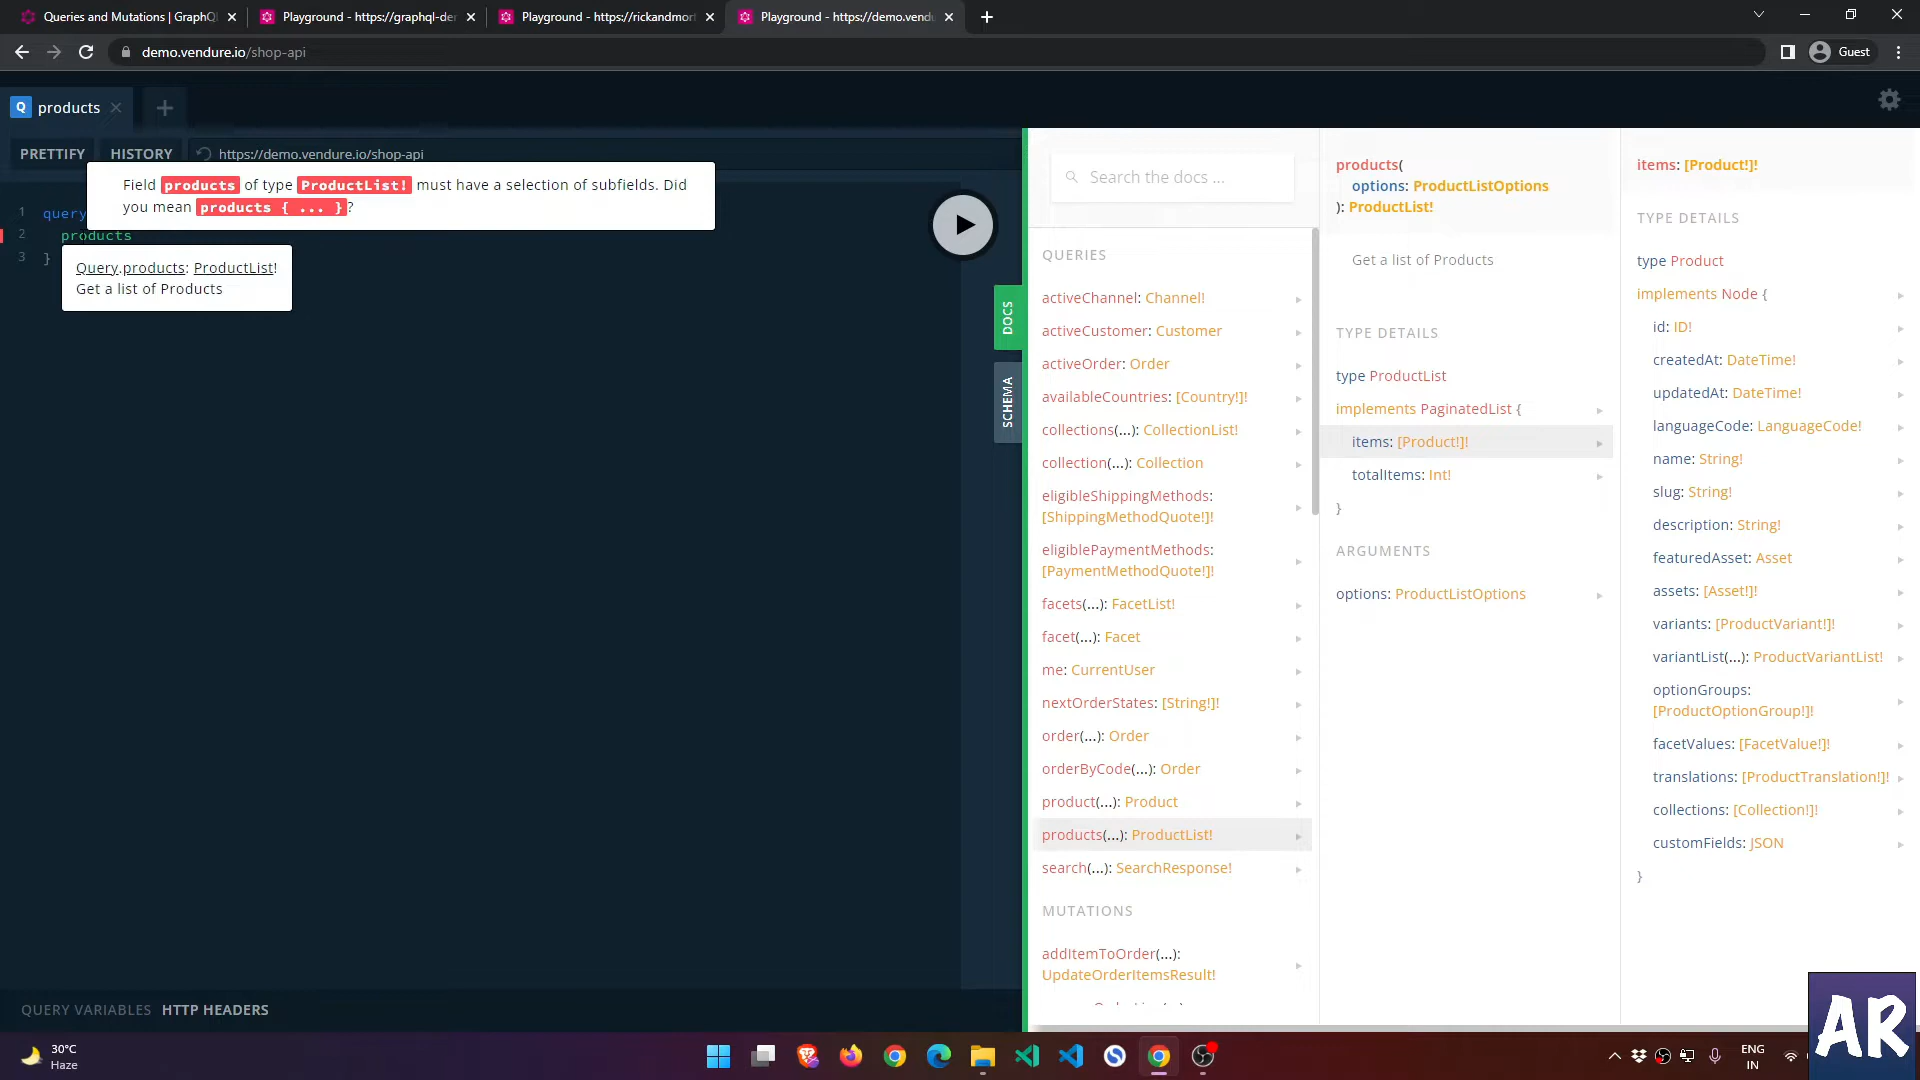 Queries and Mutations | GraphQ
Playground - https://graphql-der
Playground - https://rickandmort
Playground - https://demo.vendu
demo.vendure.io/shop-api
Guest
Q products
PRETTIFY
HISTORY
https://demo.vendure.io/shop-api
Field products of type ProductList! must have a selection of subfields. Did
you mean products { ... }?
1 query
2 products
3 }
Query.products: ProductList!
Get a list of Products
QUERY VARIABLES
HTTP HEADERS
DOCS
SCHEMA
Search the docs ...
QUERIES
activeChannel: Channel!
activeCustomer: Customer
activeOrder: Order
availableCountries: [Country!]!
collections(...): CollectionList!
collection(...): Collection
eligibleShippingMethods:
[ShippingMethodQuote!]!
eligiblePaymentMethods:
[PaymentMethodQuote!]!
facets(...): FacetList!
facet(...): Facet
me: CurrentUser
nextOrderStates: [String!]!
order(...): Order
orderByCode(...): Order
product(...): Product
products(...): ProductList!
search(...): SearchResponse!
MUTATIONS
addItemToOrder(...):
UpdateOrderItemsResult!
products(
options: ProductListOptions
): ProductList!
Get a list of Products
TYPE DETAILS
type ProductList
implements PaginatedList {
items: [Product!]!
totalItems: Int!
}
ARGUMENTS
options: ProductListOptions
items: [Product!]!
TYPE DETAILS
type Product
implements Node {
id: ID!
createdAt: DateTime!
updatedAt: DateTime!
languageCode: LanguageCode!
name: String!
slug: String!
description: String!
featuredAsset: Asset
assets: [Asset!]!
variants: [ProductVariant!]!
variantList(...): ProductVariantList!
optionGroups:
[ProductOptionGroup!]!
facetValues: [FacetValue!]!
translations: [ProductTranslation!]!
collections: [Collection!]!
customFields: JSON
}
30°C
Haze
ENG
IN
AR